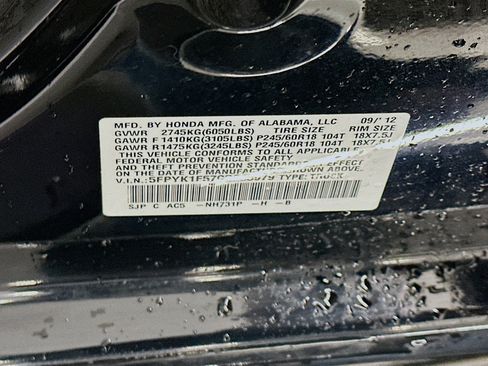 MFD. BY HONDA MFG. OF ALABAMA, LLC 09/'12
GVWR 2745KG(6050LBS) TIRE SIZE RIM SIZE
GAWR F 1410KG(3105LBS) P245/60R18 104T 18X7.5J
GAWR R 1475KG(3245LBS) P245/60R18 104T 18X7.5J
THIS VEHICLE CONFORMS TO ALL APPLICABLE
FEDERAL MOTOR VEHICLE SAFETY
AND THEFT PREVENTION STANDARDS IN EFFECT
ON THE DATE OF MANUFACTURE SHOWN ABOVE.
V.I.N.: TYPE: TRUCK
SJP C AC5 -NH731P -H -B